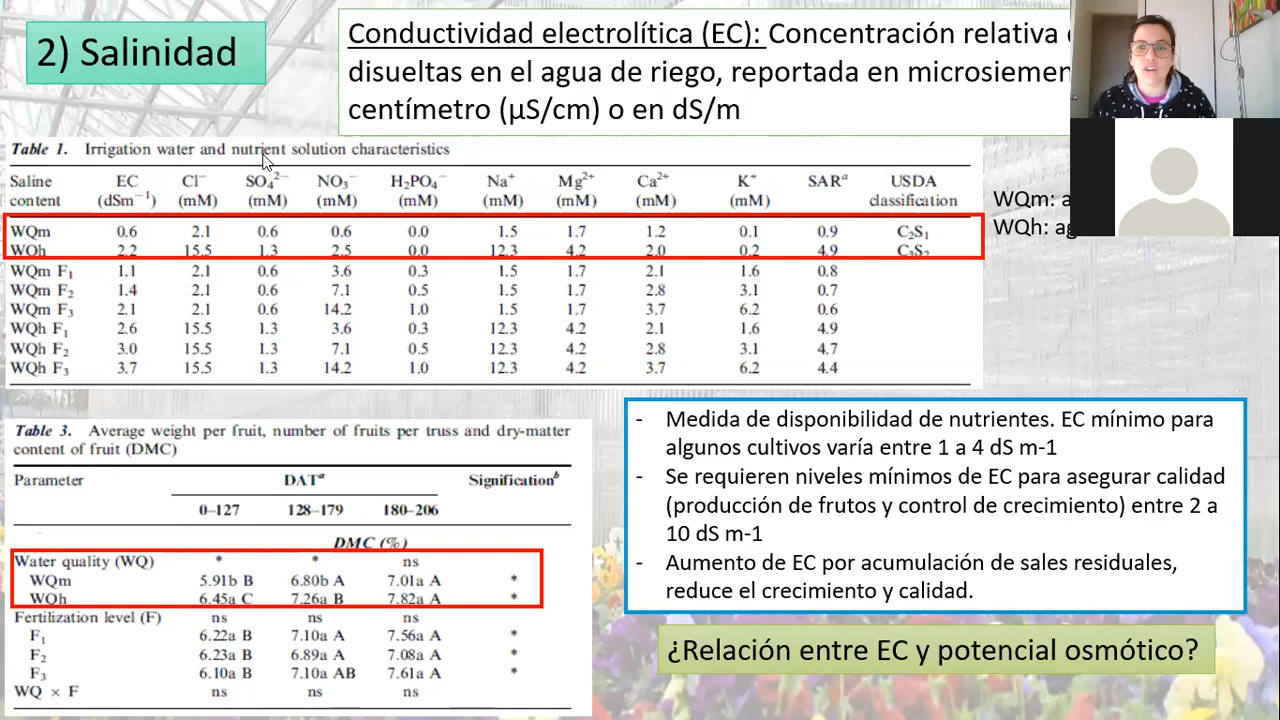 2) Salinidad
Conductividad electrolítica (EC): Concentración relativa
disueltas en el agua de riego, reportada en microsiemen
centímetro (µS/cm) o en dS/m
Table 1. Irrigation water and nutrient solution characteristics
Saline content EC (dSm⁻¹) Cl⁻ (mM) SO₄²⁻ (mM) NO₃⁻ (mM) H₂PO₄⁻ (mM) Na⁺ (mM) Mg²⁺ (mM) Ca²⁺ (mM) K⁺ (mM) SARᵃ USDA classification
WQm 0.6 2.1 0.6 0.6 0.0 1.5 1.7 1.2 0.1 0.9 C₂S₁
WQh 2.2 15.5 1.3 2.5 0.0 12.3 4.2 2.0 0.2 4.9 C₃S₂
WQm F₁ 1.1 2.1 0.6 3.6 0.3 1.5 1.7 2.1 1.6 0.8
WQm F₂ 1.4 2.1 0.6 7.1 0.5 1.5 1.7 2.8 3.1 0.7
WQm F₃ 2.1 2.1 0.6 14.2 1.0 1.5 1.7 3.7 6.2 0.6
WQh F₁ 2.6 15.5 1.3 3.6 0.3 12.3 4.2 2.1 1.6 4.9
WQh F₂ 3.0 15.5 1.3 7.1 0.5 12.3 4.2 2.8 3.1 4.7
WQh F₃ 3.7 15.5 1.3 14.2 1.0 12.3 4.2 3.7 6.2 4.4
WQm: a
WQh: ag
Table 3. Average weight per fruit, number of fruits per truss and dry-matter
content of fruit (DMC)
Parameter DATᵃ Significationᵇ
0–127 128–179 180–206
DMC (%)
Water quality (WQ) * * ns
WQm 5.91b B 6.80b A 7.01a A *
WQh 6.45a C 7.26a B 7.82a A *
Fertilization level (F) ns ns ns
F₁ 6.22a B 7.10a A 7.56a A *
F₂ 6.23a B 6.89a A 7.08a A *
F₃ 6.10a B 7.10a AB 7.61a A *
WQ × F ns ns ns
- Medida de disponibilidad de nutrientes. EC mínimo para
algunos cultivos varía entre 1 a 4 dS m-1
- Se requieren niveles mínimos de EC para asegurar calidad
(producción de frutos y control de crecimiento) entre 2 a
10 dS m-1
- Aumento de EC por acumulación de sales residuales,
reduce el crecimiento y calidad.
¿Relación entre EC y potencial osmótico?